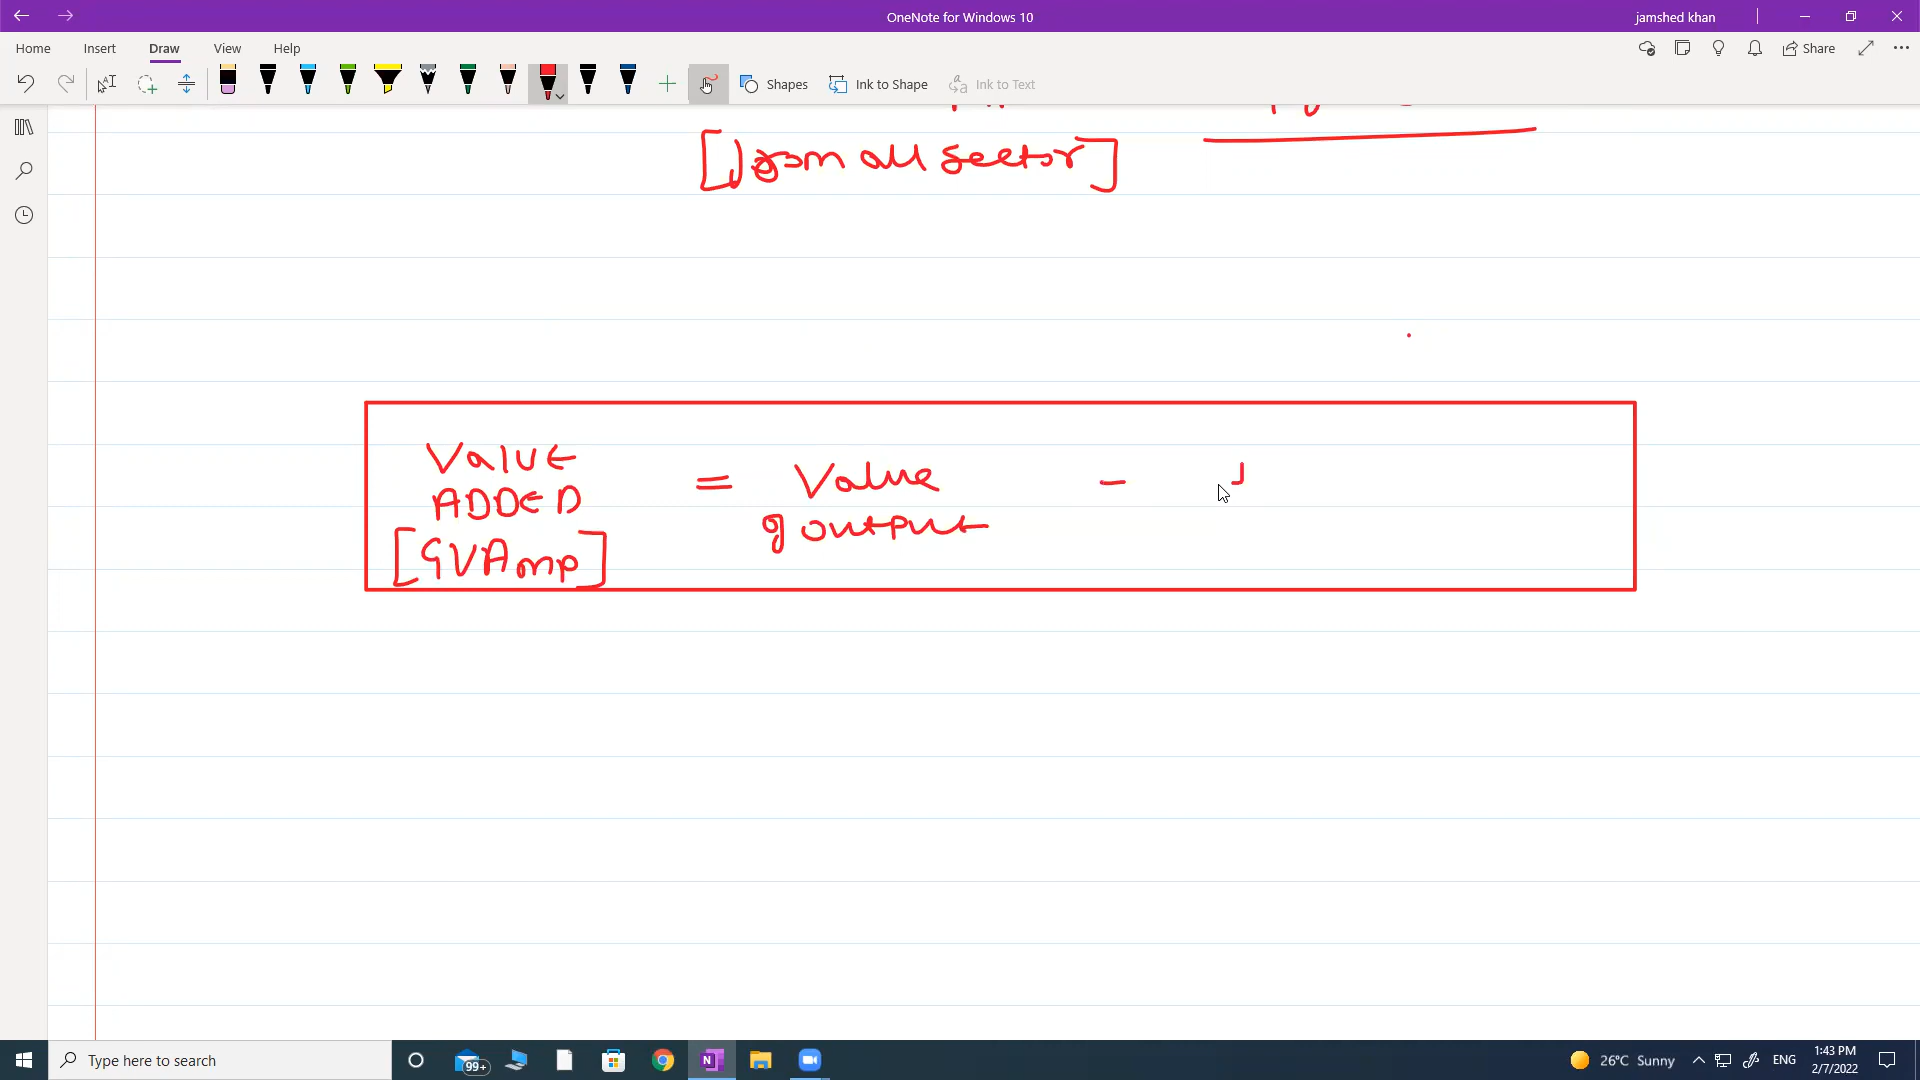 OneNote for Windows 10
jamshed khan
Home Insert Draw View Help
Share
Shapes
Ink to Shape
Ink to Text
[from all sector]
VALUE
ADDED
[GVAmp]
= Value
of output
-
99+
Type here to search
26°C Sunny
ENG
1:43 PM
2/7/2022